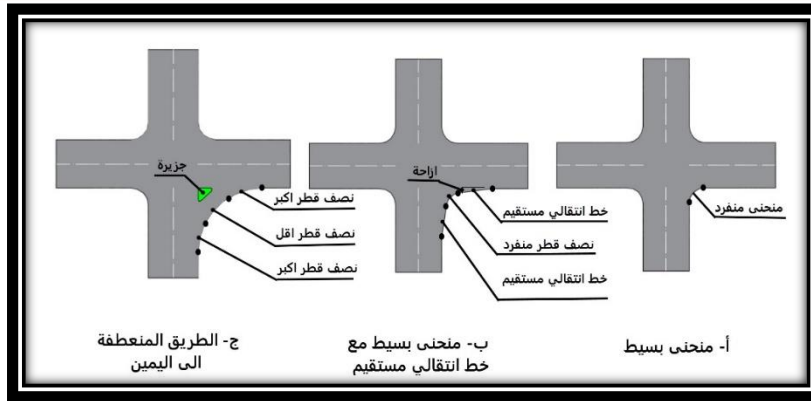 منحنى منفرد
أ- منحنى بسيط
ازاحة
خط انتقالي مستقيم
نصف قطر منفرد
خط انتقالي مستقيم
ب- منحنى بسيط مع
خط انتقالي مستقيم
جزيرة
نصف قطر اكبر
نصف قطر اقل
نصف قطر اكبر
ج- الطريق المنعطفة
الى اليمين